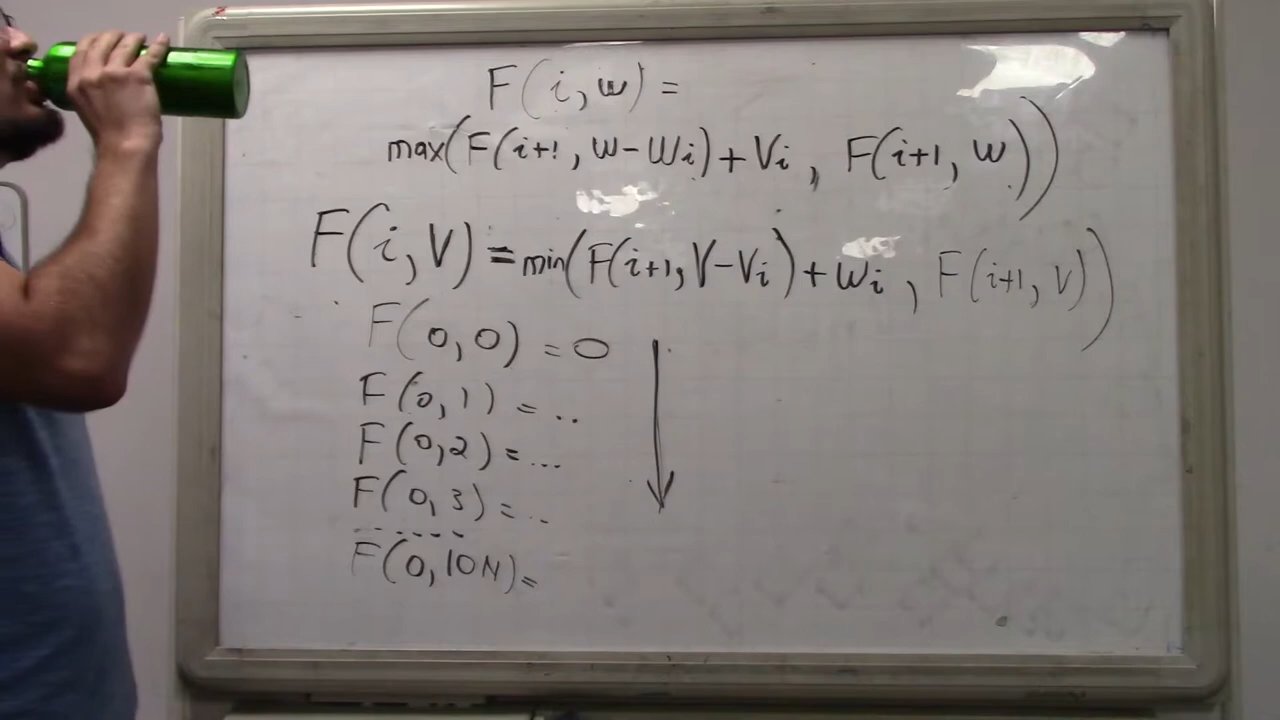 F(i, w) =
max(F(i+1, w-wi)+Vi, F(i+1, w))
F(i, V) = min(F(i+1, V-Vi)+wi, F(i+1, V))
F(0,0) = 0
F(0,1) = ..
F(0,2) = ...
F(0,3) = ..
------
F(0,10N) =